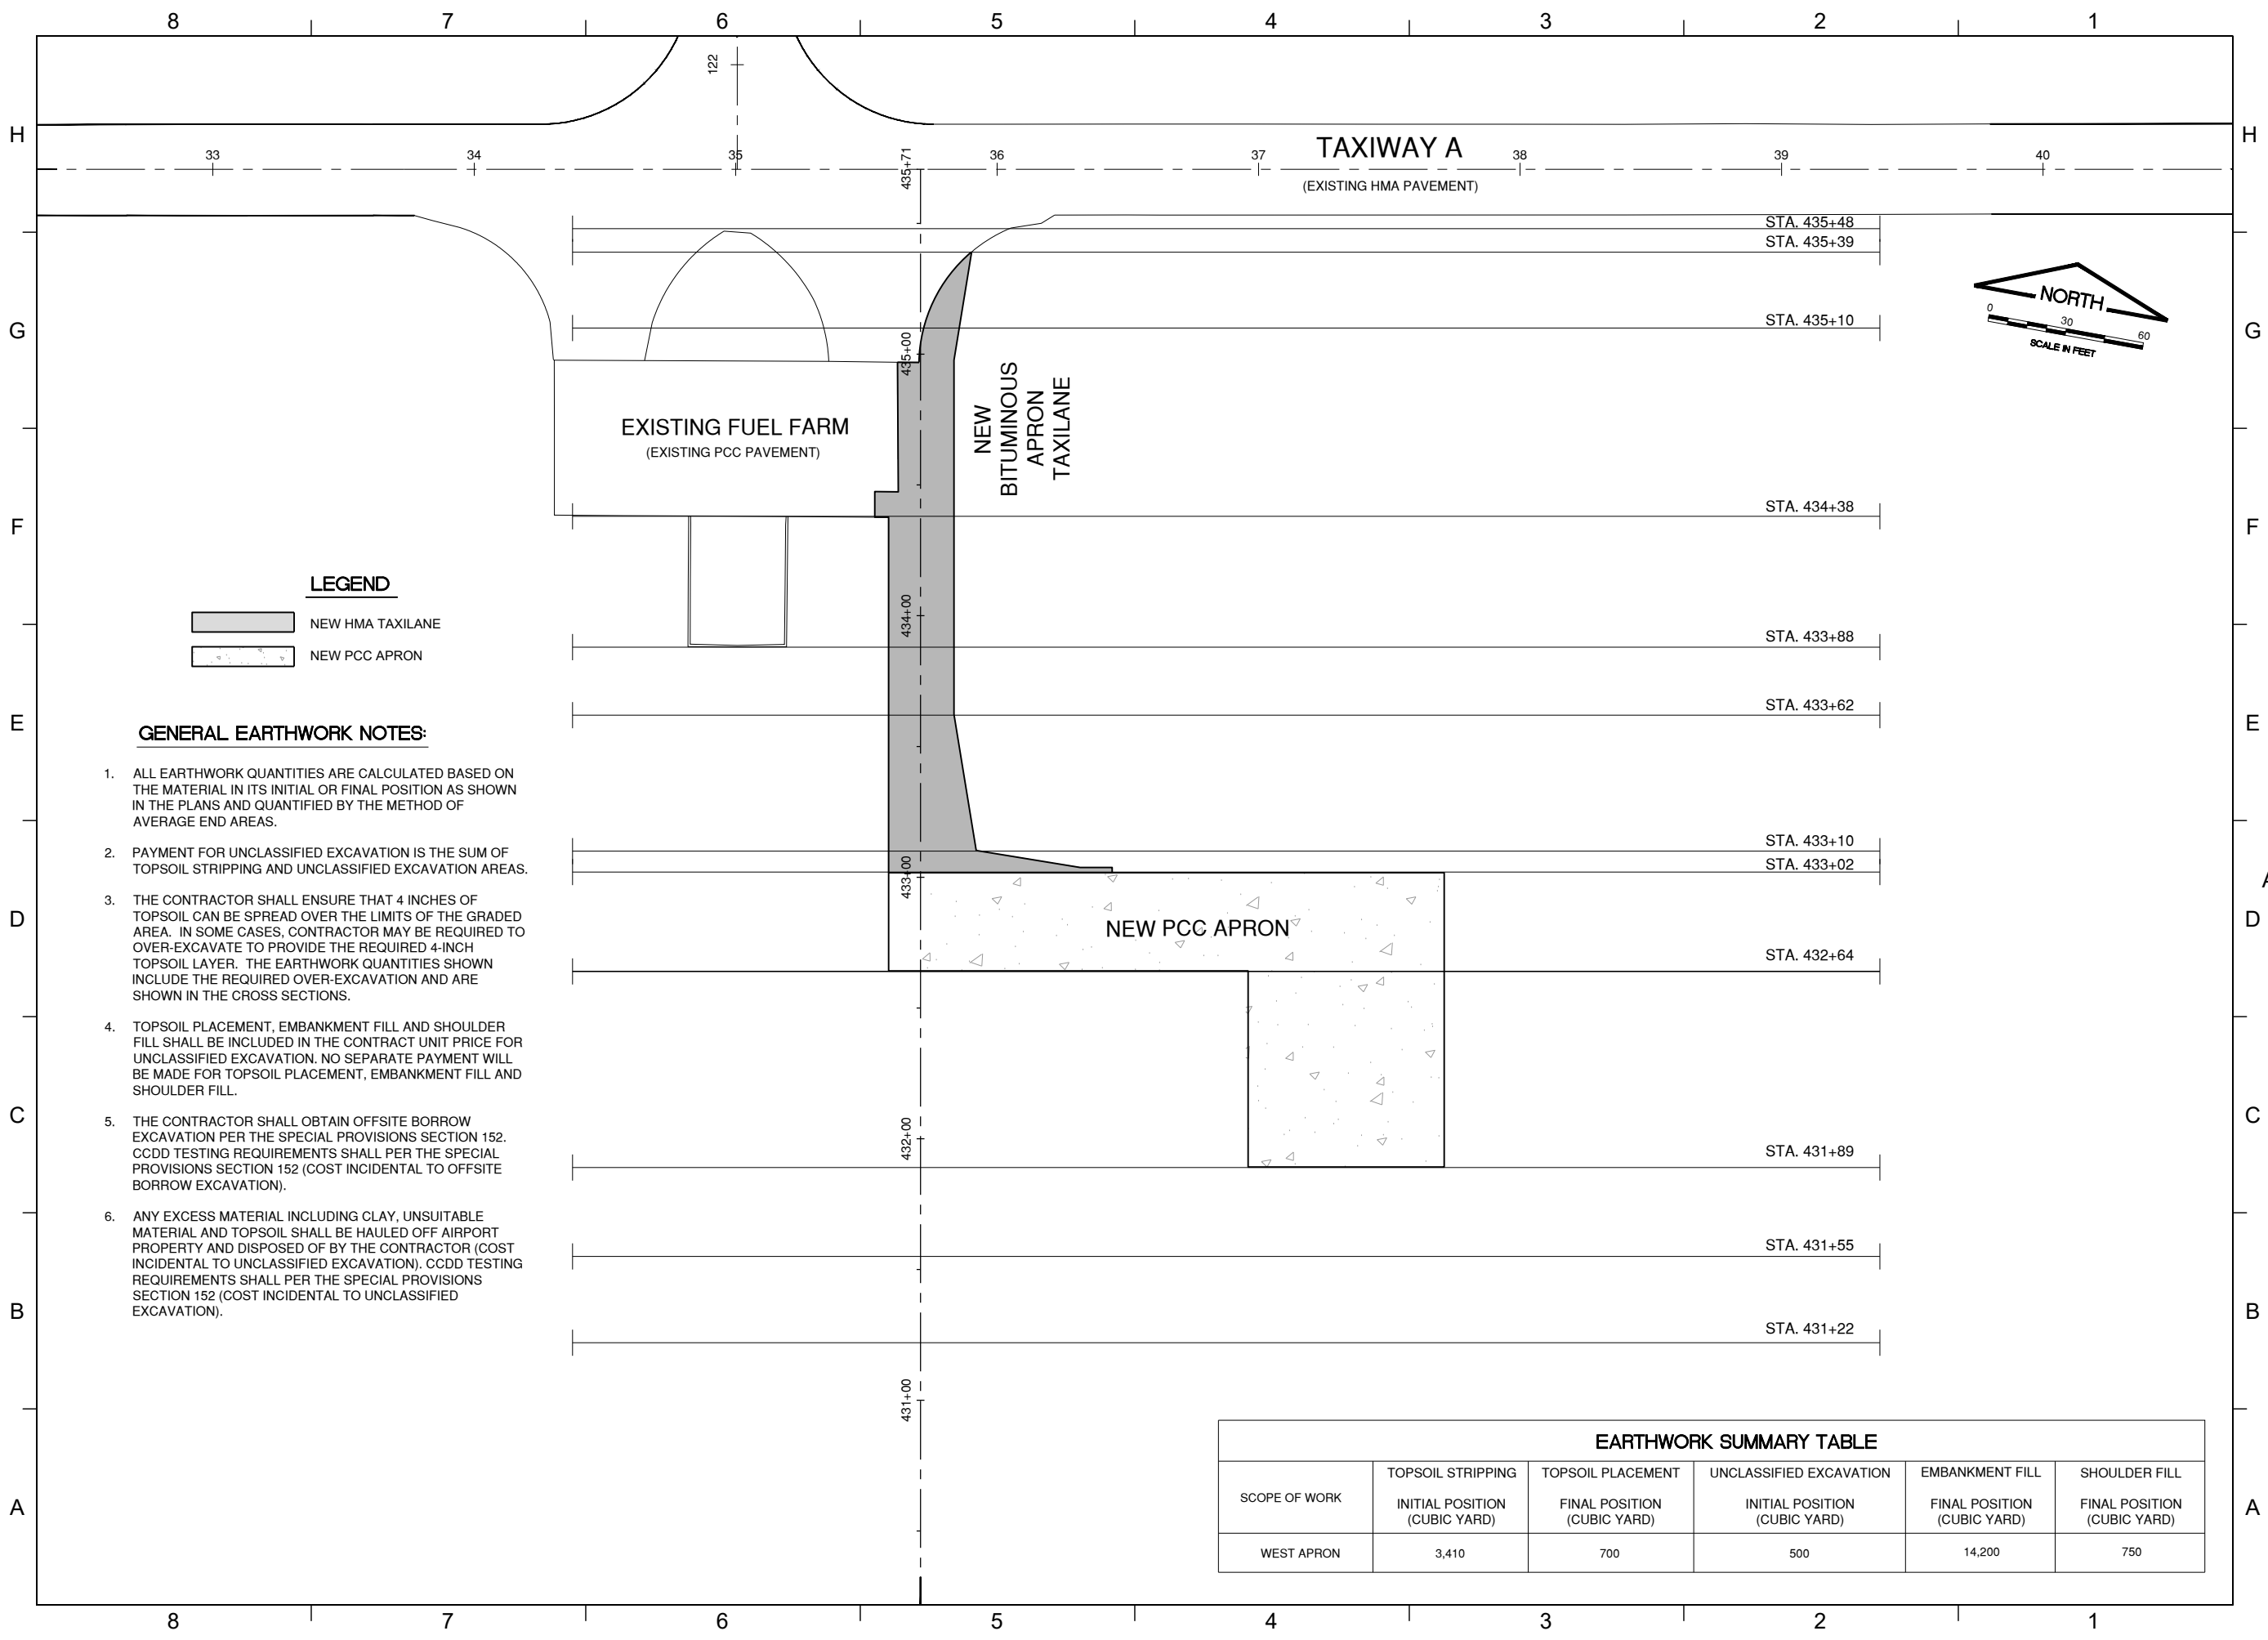 8 7 6 5 4 3 2 1
122
H H
TAXIWAY A
33 34 35 36 37 38 39 40
435+71
(EXISTING HMA PAVEMENT)
STA. 435+48
STA. 435+39
NORTH
0 30 60
SCALE IN FEET
G G
STA. 435+10
435+00
NEW
BITUMINOUS
APRON
TAXILANE
EXISTING FUEL FARM
(EXISTING PCC PAVEMENT)
STA. 434+38
F F
LEGEND
NEW HMA TAXILANE
NEW PCC APRON
434+00
STA. 433+88
STA. 433+62
E E
GENERAL EARTHWORK NOTES:
1. ALL EARTHWORK QUANTITIES ARE CALCULATED BASED ON
THE MATERIAL IN ITS INITIAL OR FINAL POSITION AS SHOWN
IN THE PLANS AND QUANTIFIED BY THE METHOD OF
AVERAGE END AREAS.
2. PAYMENT FOR UNCLASSIFIED EXCAVATION IS THE SUM OF
TOPSOIL STRIPPING AND UNCLASSIFIED EXCAVATION AREAS.
3. THE CONTRACTOR SHALL ENSURE THAT 4 INCHES OF
TOPSOIL CAN BE SPREAD OVER THE LIMITS OF THE GRADED
AREA. IN SOME CASES, CONTRACTOR MAY BE REQUIRED TO
OVER-EXCAVATE TO PROVIDE THE REQUIRED 4-INCH
TOPSOIL LAYER. THE EARTHWORK QUANTITIES SHOWN
INCLUDE THE REQUIRED OVER-EXCAVATION AND ARE
SHOWN IN THE CROSS SECTIONS.
4. TOPSOIL PLACEMENT, EMBANKMENT FILL AND SHOULDER
FILL SHALL BE INCLUDED IN THE CONTRACT UNIT PRICE FOR
UNCLASSIFIED EXCAVATION. NO SEPARATE PAYMENT WILL
BE MADE FOR TOPSOIL PLACEMENT, EMBANKMENT FILL AND
SHOULDER FILL.
5. THE CONTRACTOR SHALL OBTAIN OFFSITE BORROW
EXCAVATION PER THE SPECIAL PROVISIONS SECTION 152.
CCDD TESTING REQUIREMENTS SHALL PER THE SPECIAL
PROVISIONS SECTION 152 (COST INCIDENTAL TO OFFSITE
BORROW EXCAVATION).
6. ANY EXCESS MATERIAL INCLUDING CLAY, UNSUITABLE
MATERIAL AND TOPSOIL SHALL BE HAULED OFF AIRPORT
PROPERTY AND DISPOSED OF BY THE CONTRACTOR (COST
INCIDENTAL TO UNCLASSIFIED EXCAVATION). CCDD TESTING
REQUIREMENTS SHALL PER THE SPECIAL PROVISIONS
SECTION 152 (COST INCIDENTAL TO UNCLASSIFIED
EXCAVATION).
STA. 433+10
STA. 433+02
433+00
D D
NEW PCC APRON
STA. 432+64
C C
432+00
STA. 431+89
STA. 431+55
B B
STA. 431+22
431+00
A A
EARTHWORK SUMMARY TABLE
SCOPE OF WORK
TOPSOIL STRIPPING
INITIAL POSITION
(CUBIC YARD)
TOPSOIL PLACEMENT
FINAL POSITION
(CUBIC YARD)
UNCLASSIFIED EXCAVATION
INITIAL POSITION
(CUBIC YARD)
EMBANKMENT FILL
FINAL POSITION
(CUBIC YARD)
SHOULDER FILL
FINAL POSITION
(CUBIC YARD)
WEST APRON 3,410 700 500 14,200 750
8 7 6 5 4 3 2 1